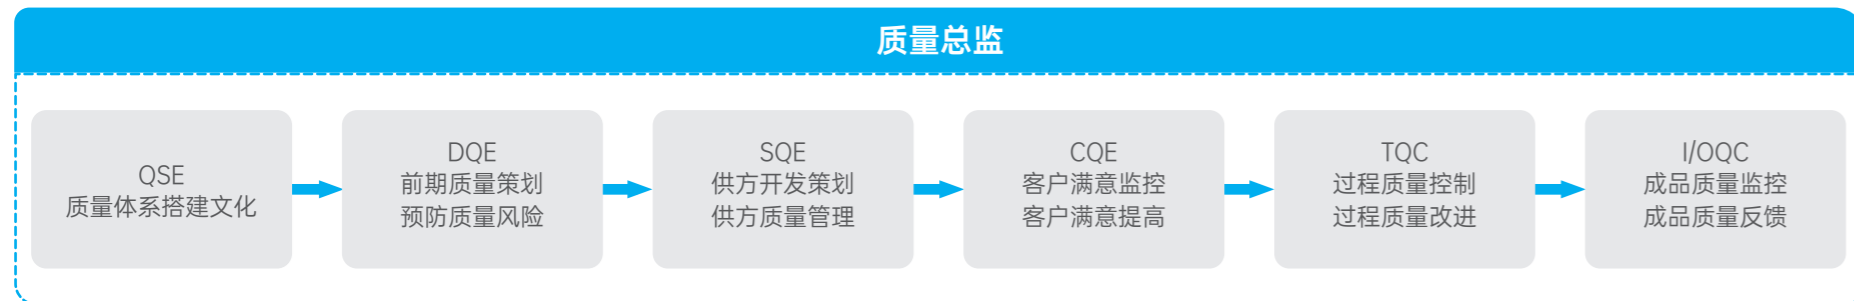 质量总监
QSE
质量体系搭建文化
DQE
前期质量策划
预防质量风险
SQE
供方开发策划
供方质量管理
CQE
客户满意监控
客户满意提高
TQC
过程质量控制
过程质量改进
I/OQC
成品质量监控
成品质量反馈